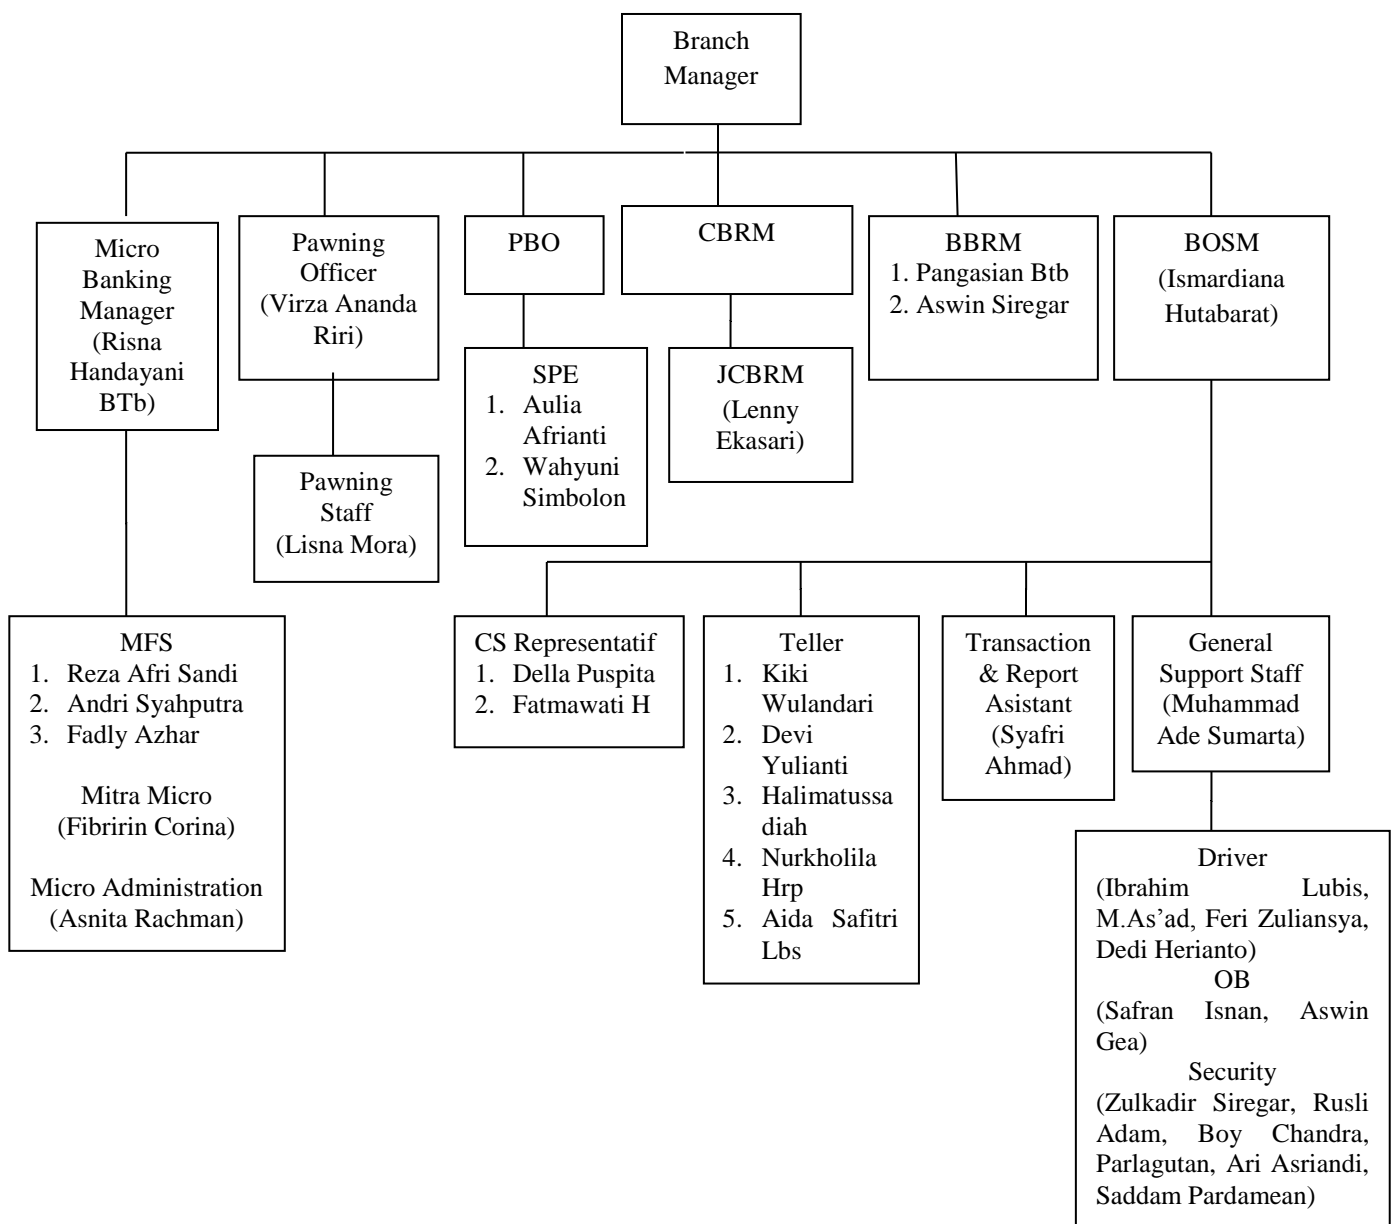 Branch
Manager
Micro
Banking
Manager
(Risna
Handayani
BTb)
Pawning
Officer
(Virza Ananda
Riri)
PBO
CBRM
BBRM
1. Pangasian Btb
2. Aswin Siregar
BOSM
(Ismardiana
Hutabarat)
Pawning
Staff
(Lisna Mora)
SPE
1. Aulia
Afrianti
2. Wahyuni
Simbolon
JCBRM
(Lenny
Ekasari)
MFS
1. Reza Afri Sandi
2. Andri Syahputra
3. Fadly Azhar
Mitra Micro
(Fibririn Corina)
Micro Administration
(Asnita Rachman)
CS Representatif
1. Della Puspita
2. Fatmawati H
Teller
1. Kiki
Wulandari
2. Devi
Yulianti
3. Halimatussa
diah
4. Nurkholila
Hrp
5. Aida Safitri
Lbs
Transaction
& Report
Asistant
(Syafri
Ahmad)
General
Support Staff
(Muhammad
Ade Sumarta)
Driver
(Ibrahim Lubis,
M.As’ad, Feri Zuliansya,
Dedi Herianto)
OB
(Safran Isnan, Aswin
Gea)
Security
(Zulkadir Siregar, Rusli
Adam, Boy Chandra,
Parlagutan, Ari Asriandi,
Saddam Pardamean)